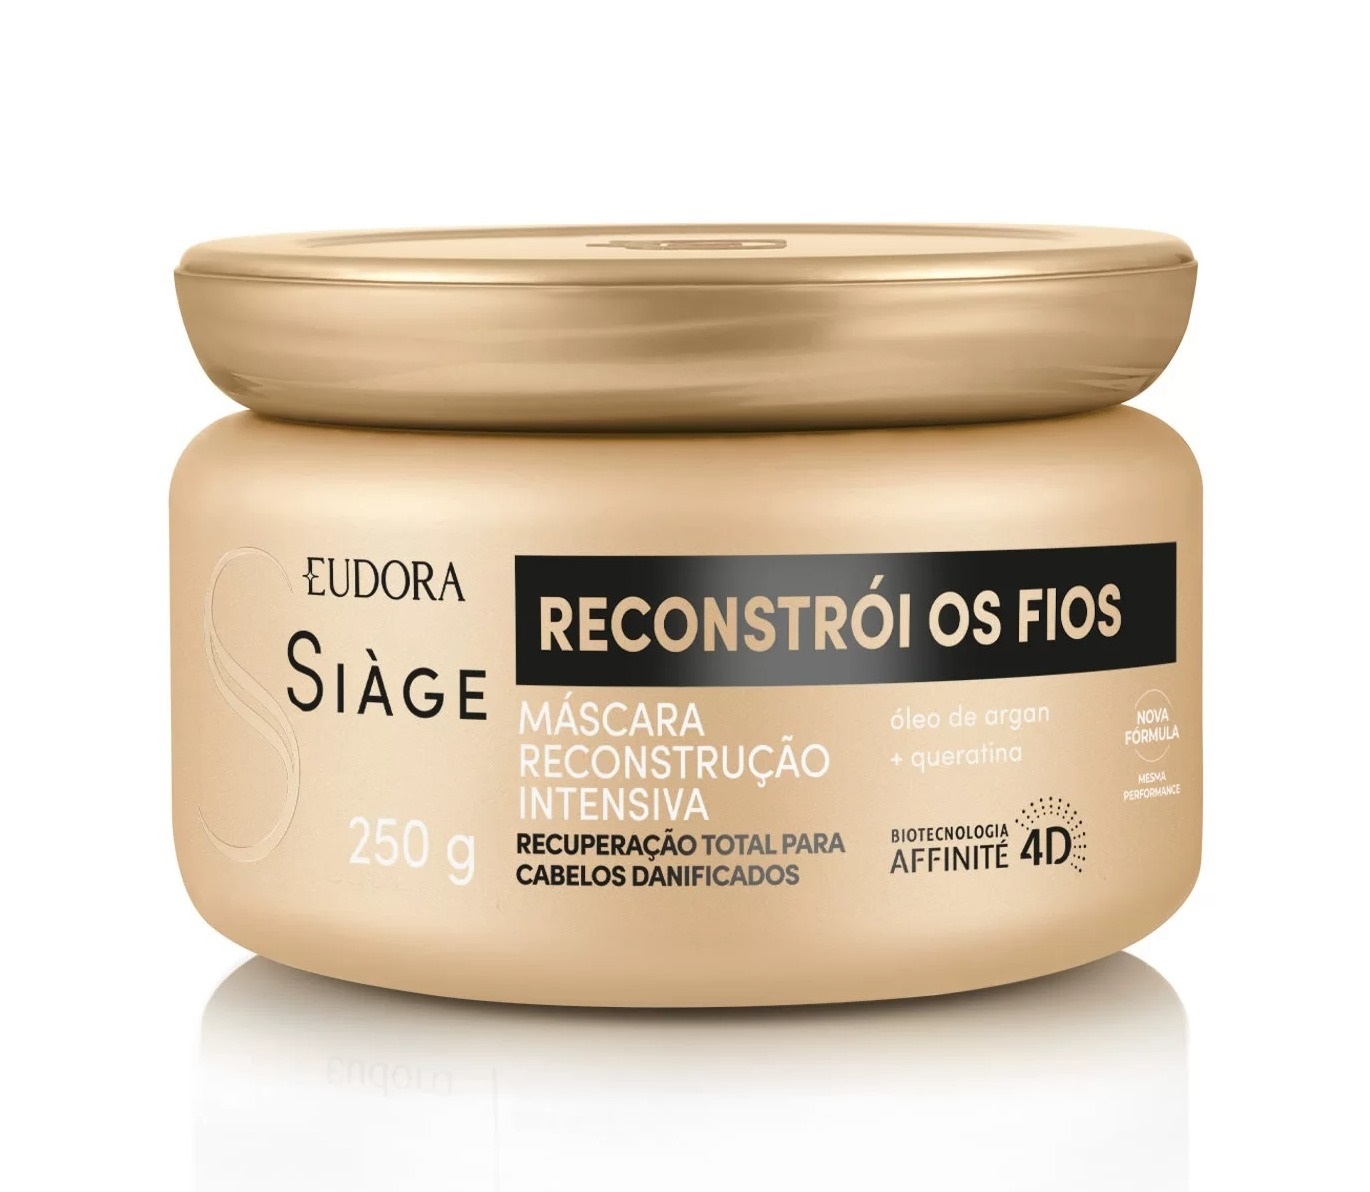 EUDORA
SIÀGE
250 g
RECONSTRÓI OS FIOS
MÁSCARA
RECONSTRUÇÃO
INTENSIVA
RECUPERAÇÃO TOTAL PARA
CABELOS DANIFICADOS
óleo de argan
+ queratina
BIOTECNOLOGIA
AFFINITÉ 4D
NOVA
FÓRMULA
MESMA
PERFORMANCE
eudora